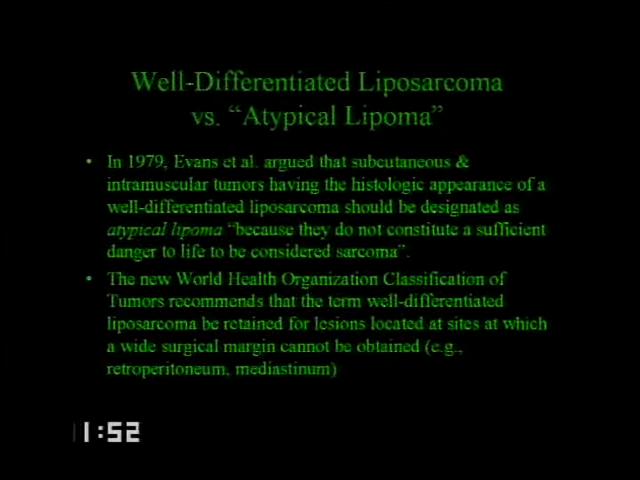 Well-Differentiated Liposarcoma
vs. “Atypical Lipoma”
• In 1979, Evans et al. argued that subcutaneous &
intramuscular tumors having the histologic appearance of a
well-differentiated liposarcoma should be designated as
atypical lipoma “because they do not constitute a sufficient
danger to life to be considered sarcoma”.
• The new World Health Organization Classification of
Tumors recommends that the term well-differentiated
liposarcoma be retained for lesions located at sites at which
a wide surgical margin cannot be obtained (e.g.,
retroperitoneum, mediastinum)
1:52